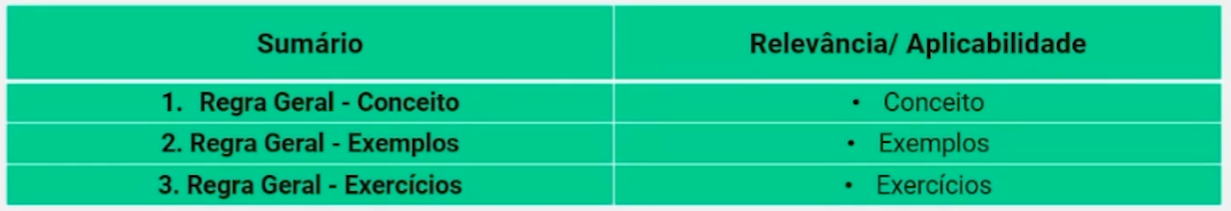 Sumário
Relevância/ Aplicabilidade
1. Regra Geral - Conceito
• Conceito
2. Regra Geral - Exemplos
• Exemplos
3. Regra Geral - Exercícios
• Exercícios